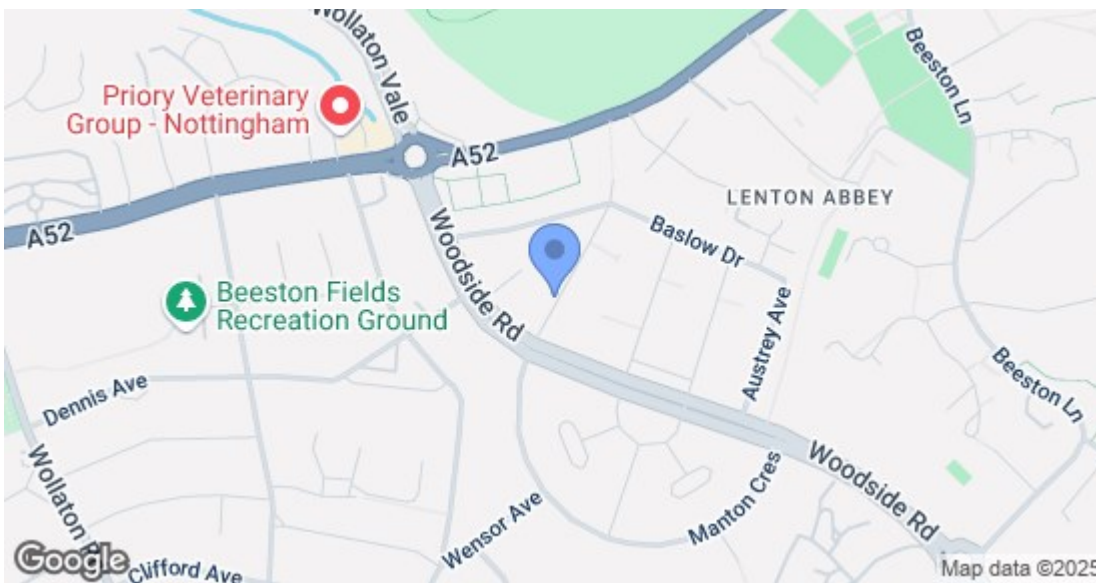 Wollaton Vale
Priory Veterinary
Group - Nottingham
A52
Beeston Ln
LENTON ABBEY
A52
Woodside Rd
Baslow Dr
Beeston Fields
Recreation Ground
Austrey Ave
Beeston Ln
Dennis Ave
Wollaton R
Woodside Rd
Manton Cres
Wensor Ave
Google
Clifford Ave
Map data ©2025